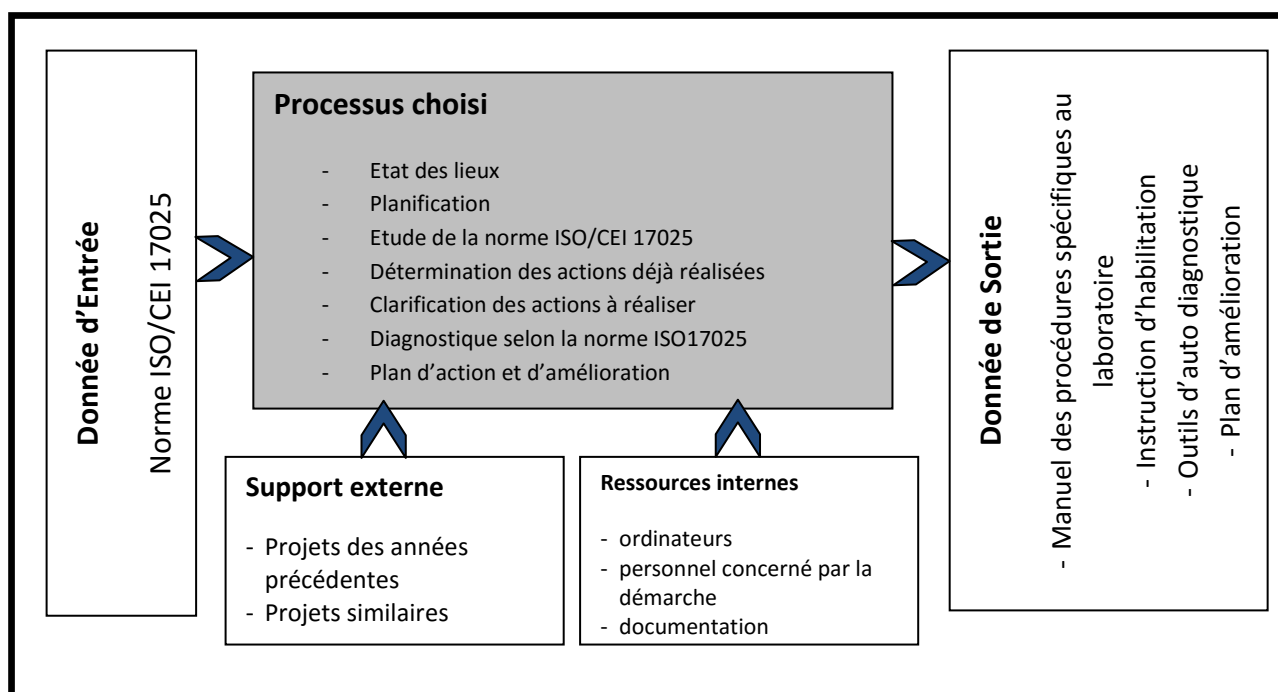 Donnée d’Entrée
Norme ISO/CEI 17025
Processus choisi
- Etat des lieux
- Planification
- Etude de la norme ISO/CEI 17025
- Détermination des actions déjà réalisées
- Clarification des actions à réaliser
- Diagnostique selon la norme ISO17025
- Plan d’action et d’amélioration
Support externe
- Projets des années
précédentes
- Projets similaires
Ressources internes
- ordinateurs
- personnel concerné par la
démarche
- documentation
Donnée de Sortie
- Manuel des procédures spécifiques au
laboratoire
- Instruction d’habilitation
- Outils d’auto diagnostique
- Plan d’amélioration